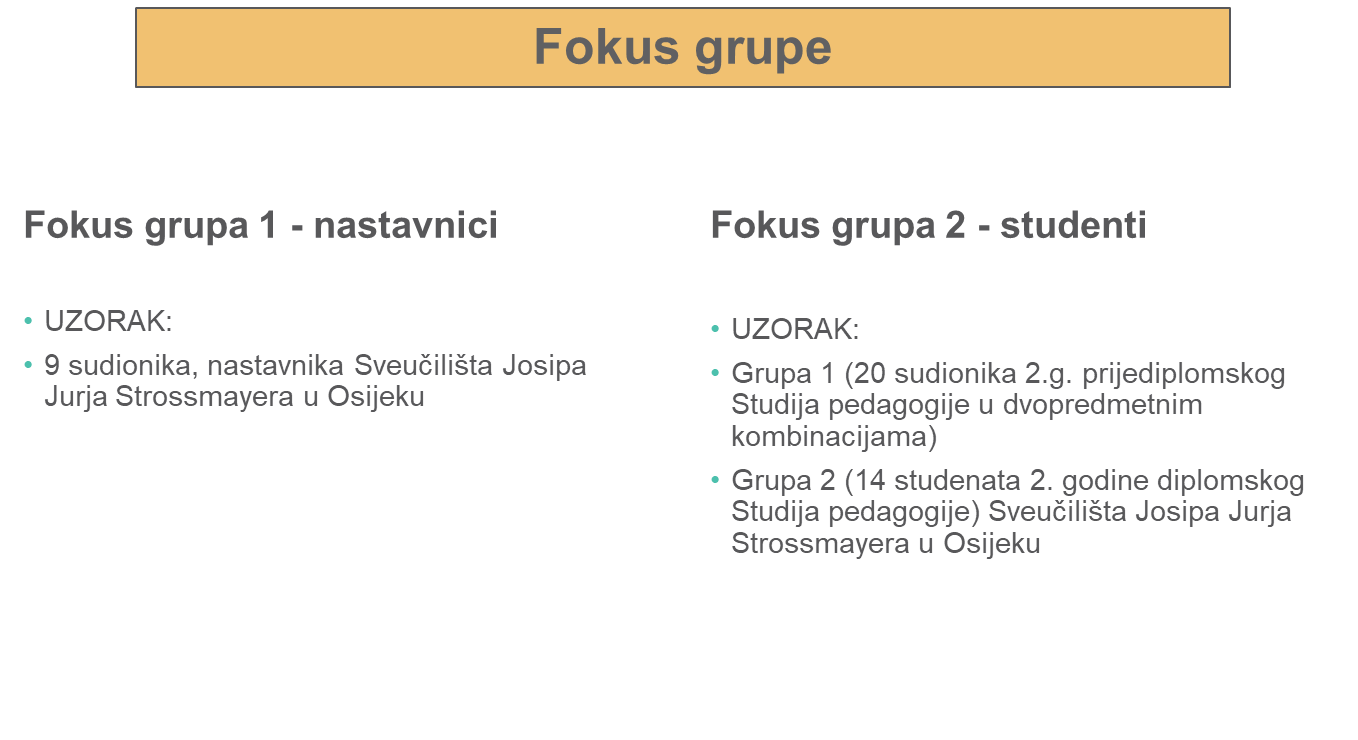 Fokus grupe
Fokus grupa 1 - nastavnici
• UZORAK:
• 9 sudionika, nastavnika Sveučilišta Josipa
Jurja Strossmayera u Osijeku
Fokus grupa 2 - studenti
• UZORAK:
• Grupa 1 (20 sudionika 2.g. prijediplomskog
Studija pedagogije u dvopredmetnim
kombinacijama)
• Grupa 2 (14 studenata 2. godine diplomskog
Studija pedagogije) Sveučilišta Josipa Jurja
Strossmayera u Osijeku